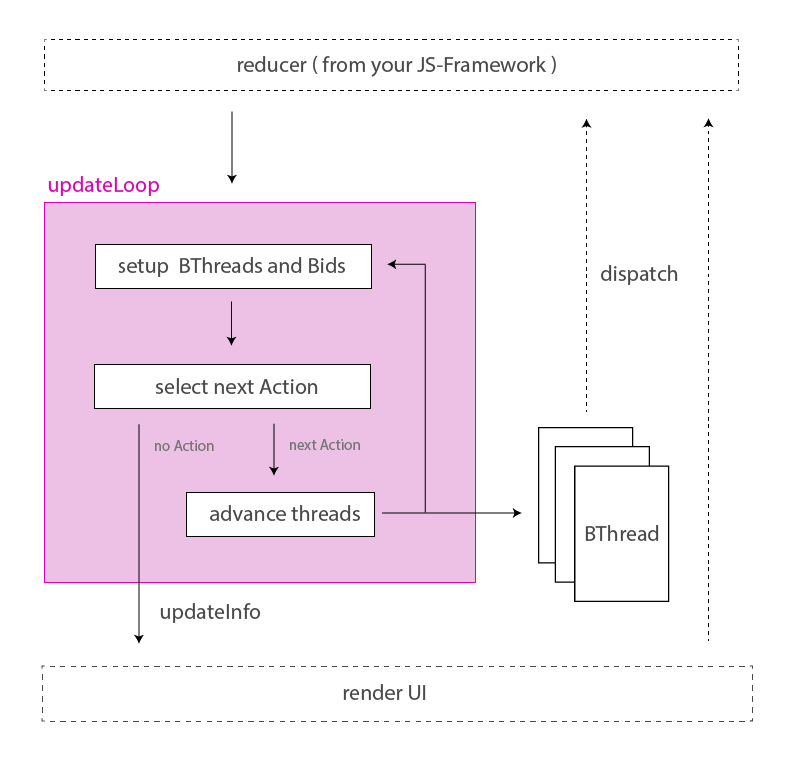 reducer ( from your JS-Framework )
updateLoop
setup BThreads and Bids
dispatch
select next Action
no Action
next Action
advance threads
BThread
updateInfo
render UI